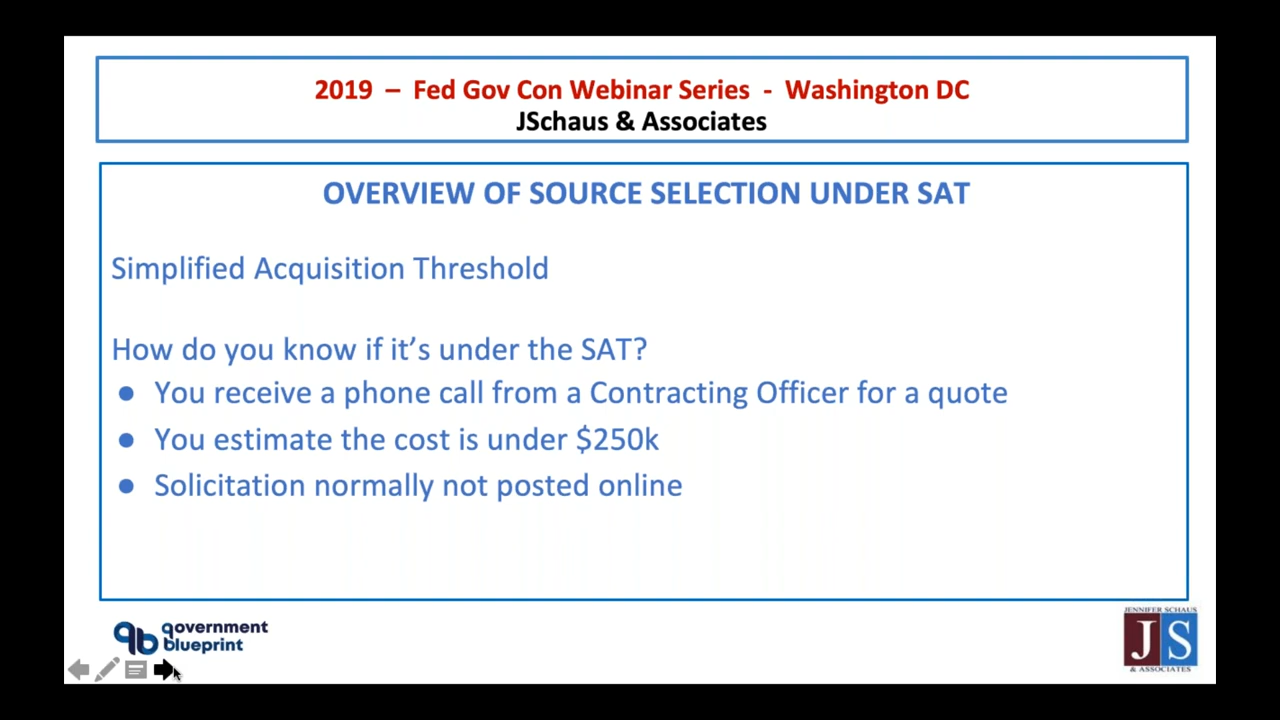 2019 – Fed Gov Con Webinar Series - Washington DC
JSchaus & Associates
OVERVIEW OF SOURCE SELECTION UNDER SAT
Simplified Acquisition Threshold
How do you know if it’s under the SAT?
● You receive a phone call from a Contracting Officer for a quote
● You estimate the cost is under $250k
● Solicitation normally not posted online
gb government
blueprint
JENNIFER SCHAUS
JS
& ASSOCIATES